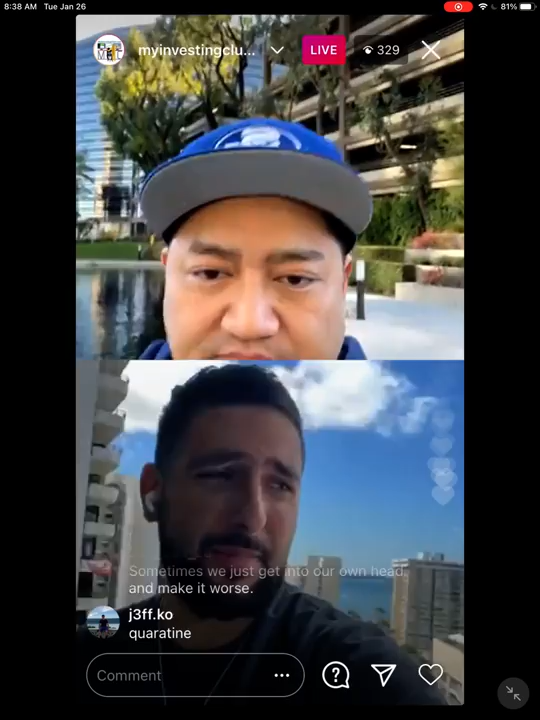 8:38 AM Tue Jan 26
81%
myinvestingclu...
LIVE
329
Sometimes we just get into our own head,
and make it worse.
j3ff.ko
quaratine
Comment